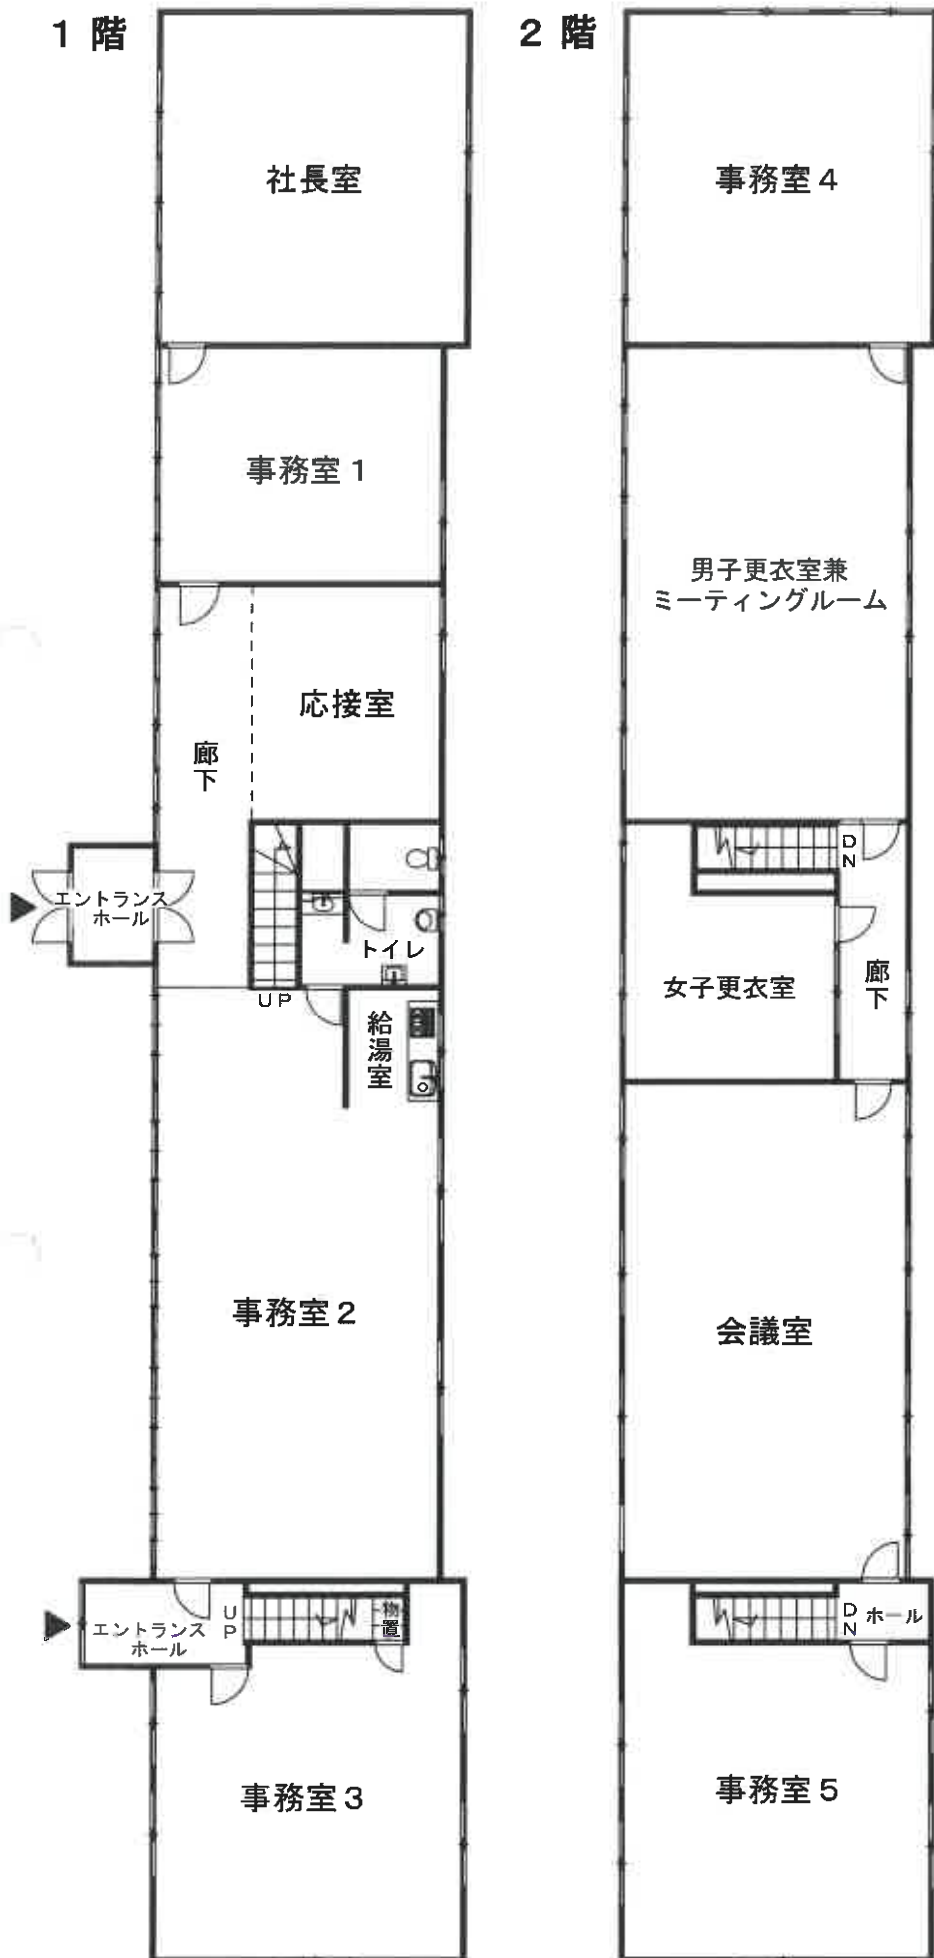 1 階
社長室
事務室1
応接室
廊下
エントランス
ホール
トイレ
UP
給湯室
事務室2
エントランス
ホール
UP
物置
事務室3
2 階
事務室4
男子更衣室兼
ミーティングルーム
DN
女子更衣室
廊下
会議室
DN
ホール
事務室5